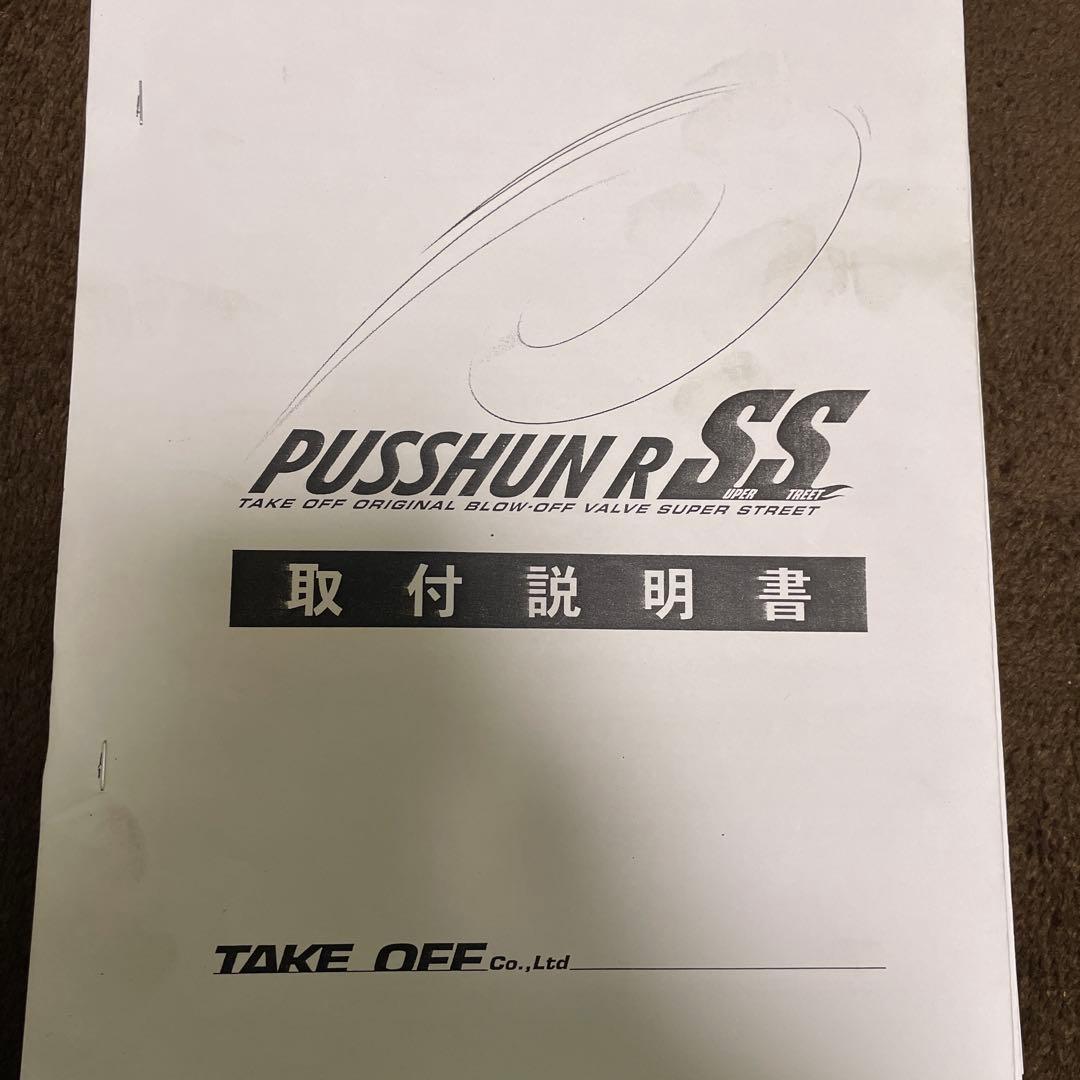 PUSSHUN R SS
UPER TREET
TAKE OFF ORIGINAL BLOW-OFF VALVE SUPER STREET
取付説明書
TAKE OFF Co.,Ltd